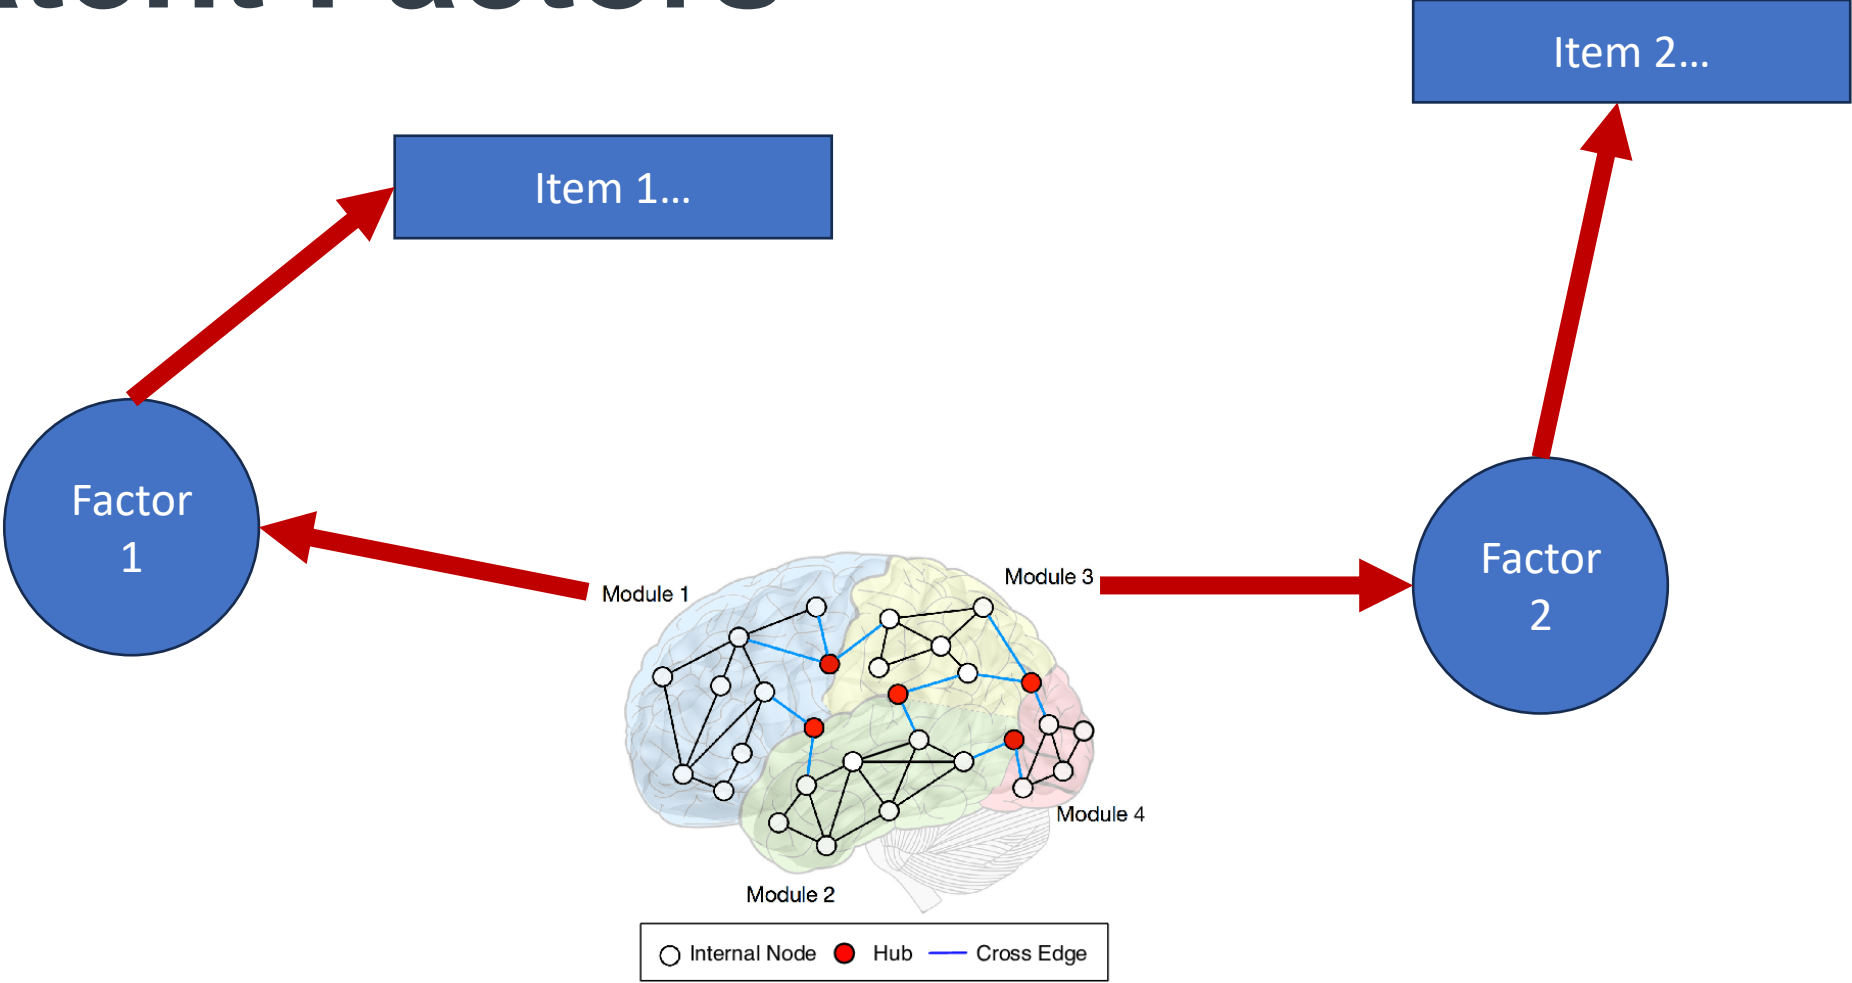 Factors
Item 2...
Item 1...
Factor
1
Factor
2
Module 3
Module 1
Module 4
Module 2
Internal Node Hub Cross Edge